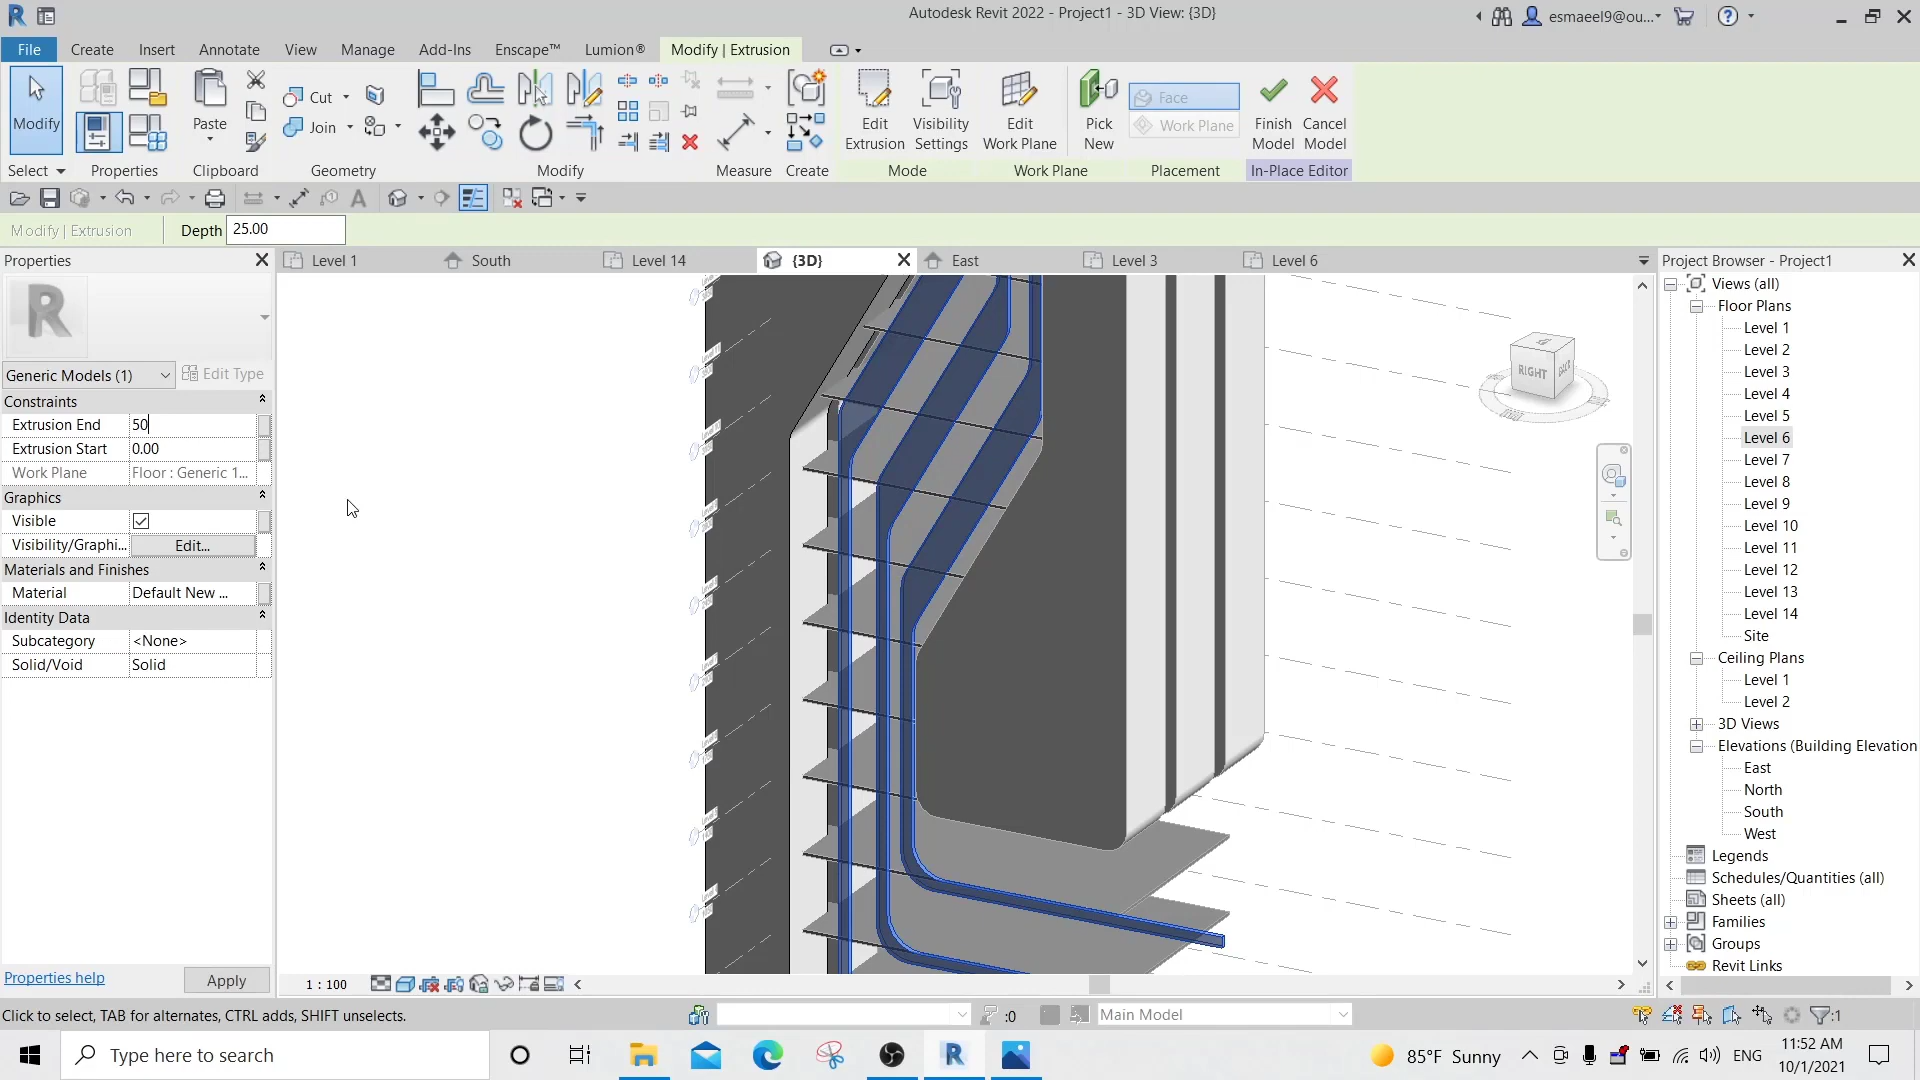 Autodesk Revit 2022 - Project1 - 3D View: {3D}
esmaeel9@ou...
File
Create
Insert
Annotate
View
Manage
Add-Ins
Enscape™
Lumion®
Modify | Extrusion
Modify
Paste
Cut
Join
Edit
Extrusion
Visibility
Settings
Edit
Work Plane
Pick
New
Face
Work Plane
Finish
Model
Cancel
Model
Select
Properties
Clipboard
Geometry
Modify
Measure
Create
Mode
Work Plane
Placement
In-Place Editor
Modify | Extrusion
Depth
25.00
Properties
Level 1
South
Level 14
{3D}
East
Level 3
Level 6
Project Browser - Project1
R
Generic Models (1)
Edit Type
Constraints
Extrusion End
50
Extrusion Start
0.00
Work Plane
Floor : Generic 1...
Graphics
Visible
Visibility/Graphi...
Edit...
Materials and Finishes
Material
Default New ...
Identity Data
Subcategory
<None>
Solid/Void
Solid
Properties help
Apply
RIGHT
BACK
Views (all)
Floor Plans
Level 1
Level 2
Level 3
Level 4
Level 5
Level 6
Level 7
Level 8
Level 9
Level 10
Level 11
Level 12
Level 13
Level 14
Site
Ceiling Plans
Level 1
Level 2
3D Views
Elevations (Building Elevation
East
North
South
West
Legends
Schedules/Quantities (all)
Sheets (all)
Families
Groups
Revit Links
1 : 100
Click to select, TAB for alternates, CTRL adds, SHIFT unselects.
:0
Main Model
:1
Type here to search
85°F Sunny
ENG
11:52 AM
10/1/2021